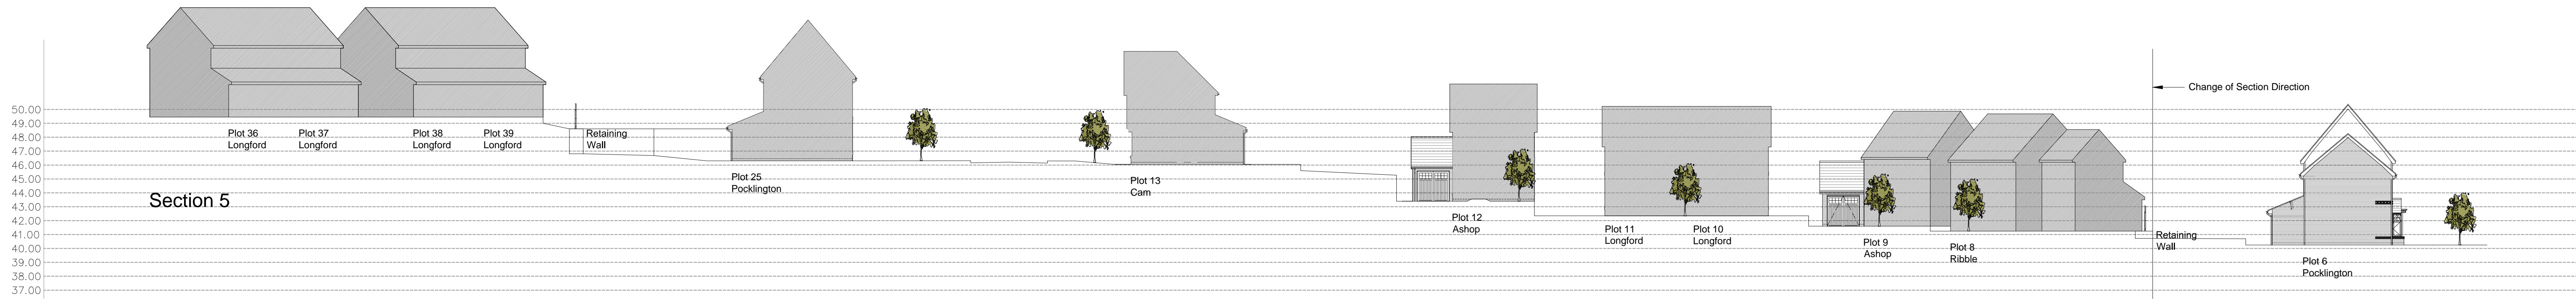 Change of Section Direction
50.00
49.00
48.00
47.00
46.00
45.00
44.00
43.00
42.00
41.00
40.00
39.00
38.00
37.00
Plot 36
Longford
Plot 37
Longford
Plot 38
Longford
Plot 39
Longford
Retaining
Wall
Plot 25
Pocklington
Plot 13
Cam
Section 5
Plot 12
Ashop
Plot 11
Longford
Plot 10
Longford
Plot 9
Ashop
Plot 8
Ribble
Retaining
Wall
Plot 6
Pocklington